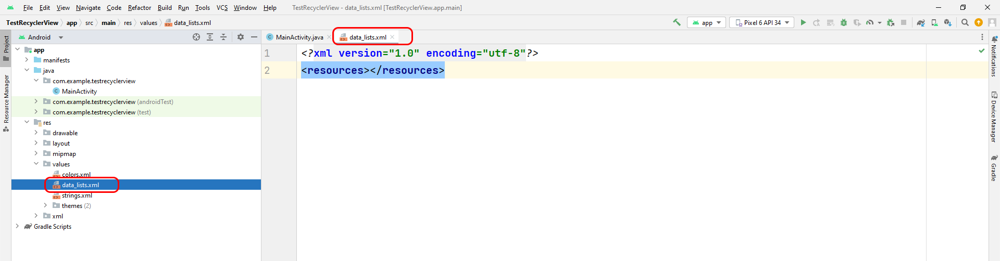 File Edit View Navigate Code Refactor Build Run Tools VCS Window Help TestRecyclerView - data_lists.xml [TestRecyclerView.app.main]
TestRecyclerView app src main res values data_lists.xml app Pixel 6 API 34
Project
Resource Manager
Android
app
manifests
java
com.example.testrecyclerview
MainActivity
com.example.testrecyclerview (androidTest)
com.example.testrecyclerview (test)
res
drawable
layout
mipmap
values
colors.xml
data_lists.xml
strings.xml
themes (2)
xml
Gradle Scripts
MainActivity.java data_lists.xml
1 <?xml version="1.0" encoding="utf-8"?>
2 <resources></resources>
Notifications
Device Manager
Gradle